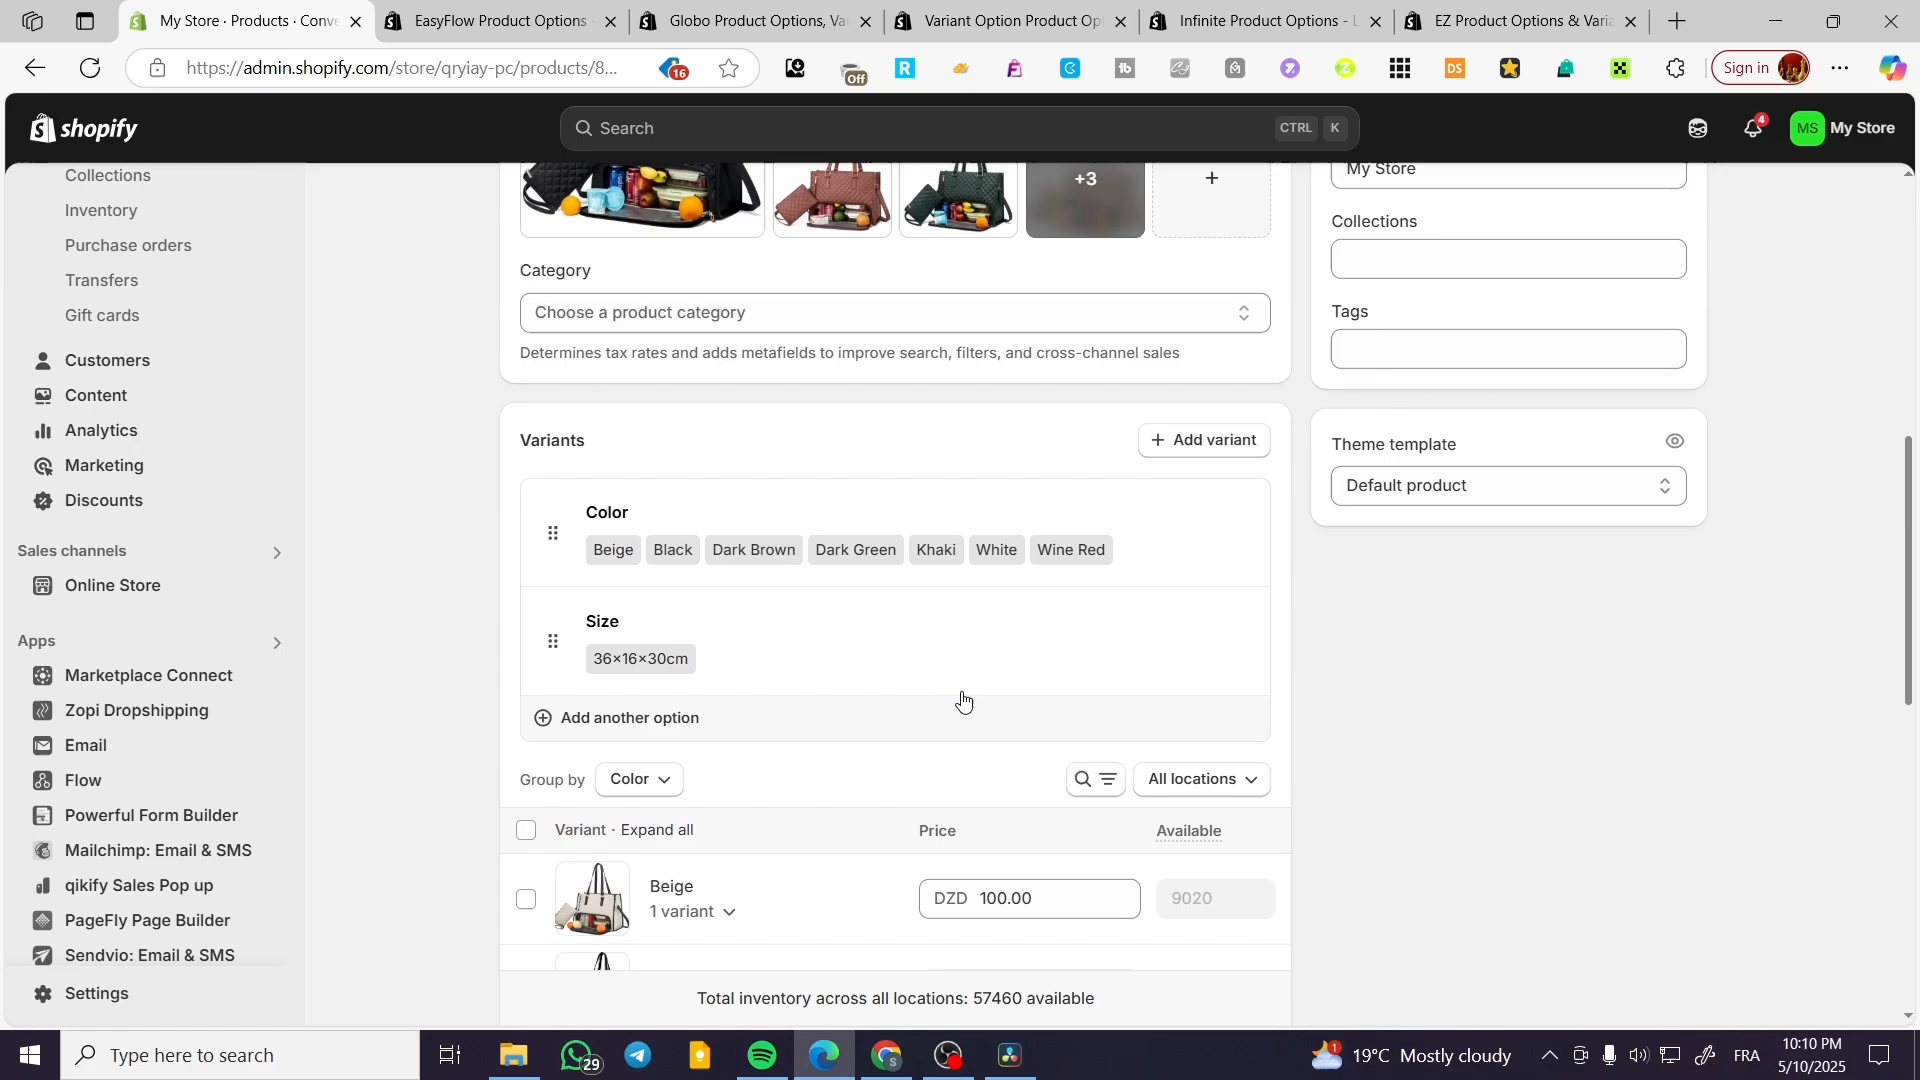 My Store · Products · Conve
EasyFlow Product Options
Globo Product Options, Va
Variant Option Product Op
Infinite Product Options - L
EZ Product Options & Varia
https://admin.shopify.com/store/qryiay-pc/products/8...
16
Off
R
DS
Sign in
shopify
Search
CTRL K
4
MS My Store
Collections
Inventory
Purchase orders
Transfers
Gift cards
Customers
Content
Analytics
Marketing
Discounts
Sales channels
Online Store
Apps
Marketplace Connect
Zopi Dropshipping
Email
Flow
Powerful Form Builder
Mailchimp: Email & SMS
qikify Sales Pop up
PageFly Page Builder
Sendvio: Email & SMS
Settings
+3
+
Category
Choose a product category
Determines tax rates and adds metafields to improve search, filters, and cross-channel sales
Variants
+ Add variant
Color
Beige Black Dark Brown Dark Green Khaki White Wine Red
Size
36x16x30cm
Add another option
Group by Color
All locations
Variant · Expand all Price Available
Beige
1 variant
DZD 100.00
9020
Total inventory across all locations: 57460 available
My Store
Collections
Tags
Theme template
Default product
Type here to search
29
1
19°C Mostly cloudy
FRA
10:10 PM
5/10/2025